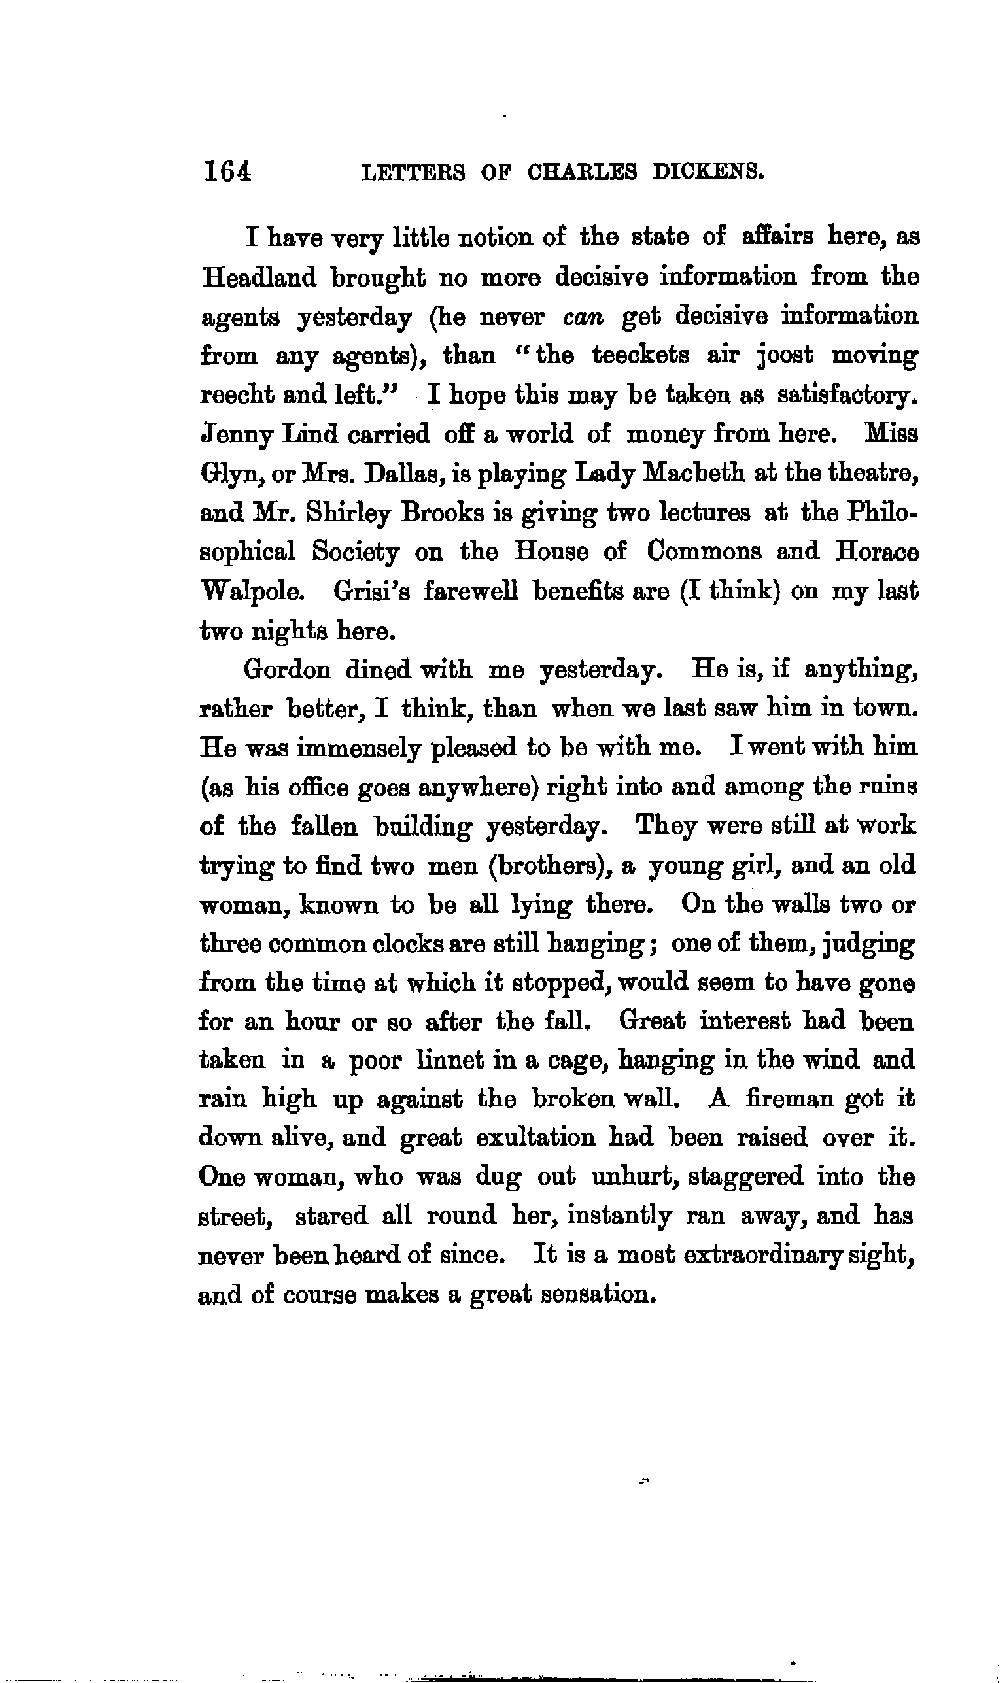 164 LETTERS OF CHARLES DICKENS.
I have very little notion of the state of affairs here, as
Headland brought no more decisive information from the
agents yesterday (he never can get decisive information
from any agents), than “the teeckets air joost moving
reecht and left.” I hope this may be taken as satisfactory.
Jenny Lind carried off a world of money from here. Miss
Glyn, or Mrs. Dallas, is playing Lady Macbeth at the theatre,
and Mr. Shirley Brooks is giving two lectures at the Philo-
sophical Society on the House of Commons and Horace
Walpole. Grisi’s farewell benefits are (I think) on my last
two nights here.
Gordon dined with me yesterday. He is, if anything,
rather better, I think, than when we last saw him in town.
He was immensely pleased to be with me. I went with him
(as his office goes anywhere) right into and among the ruins
of the fallen building yesterday. They were still at work
trying to find two men (brothers), a young girl, and an old
woman, known to be all lying there. On the walls two or
three common clocks are still hanging; one of them, judging
from the time at which it stopped, would seem to have gone
for an hour or so after the fall. Great interest had been
taken in a poor linnet in a cage, hanging in the wind and
rain high up against the broken wall. A fireman got it
down alive, and great exultation had been raised over it.
One woman, who was dug out unhurt, staggered into the
street, stared all round her, instantly ran away, and has
never been heard of since. It is a most extraordinary sight,
and of course makes a great sensation.